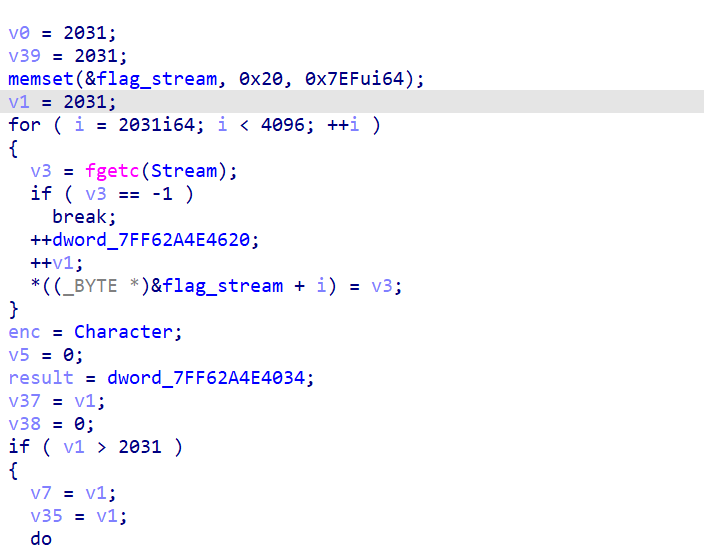 v0 = 2031;
v39 = 2031;
memset(&flag_stream, 0x20, 0x7EFui64);
v1 = 2031;
for ( i = 2031i64; i < 4096; ++i )
{
  v3 = fgetc(Stream);
  if ( v3 == -1 )
    break;
  ++dword_7FF62A4E4620;
  ++v1;
  *((_BYTE *)&flag_stream + i) = v3;
}
enc = Character;
v5 = 0;
result = dword_7FF62A4E4034;
v37 = v1;
v38 = 0;
if ( v1 > 2031 )
{
  v7 = v1;
  v35 = v1;
  do